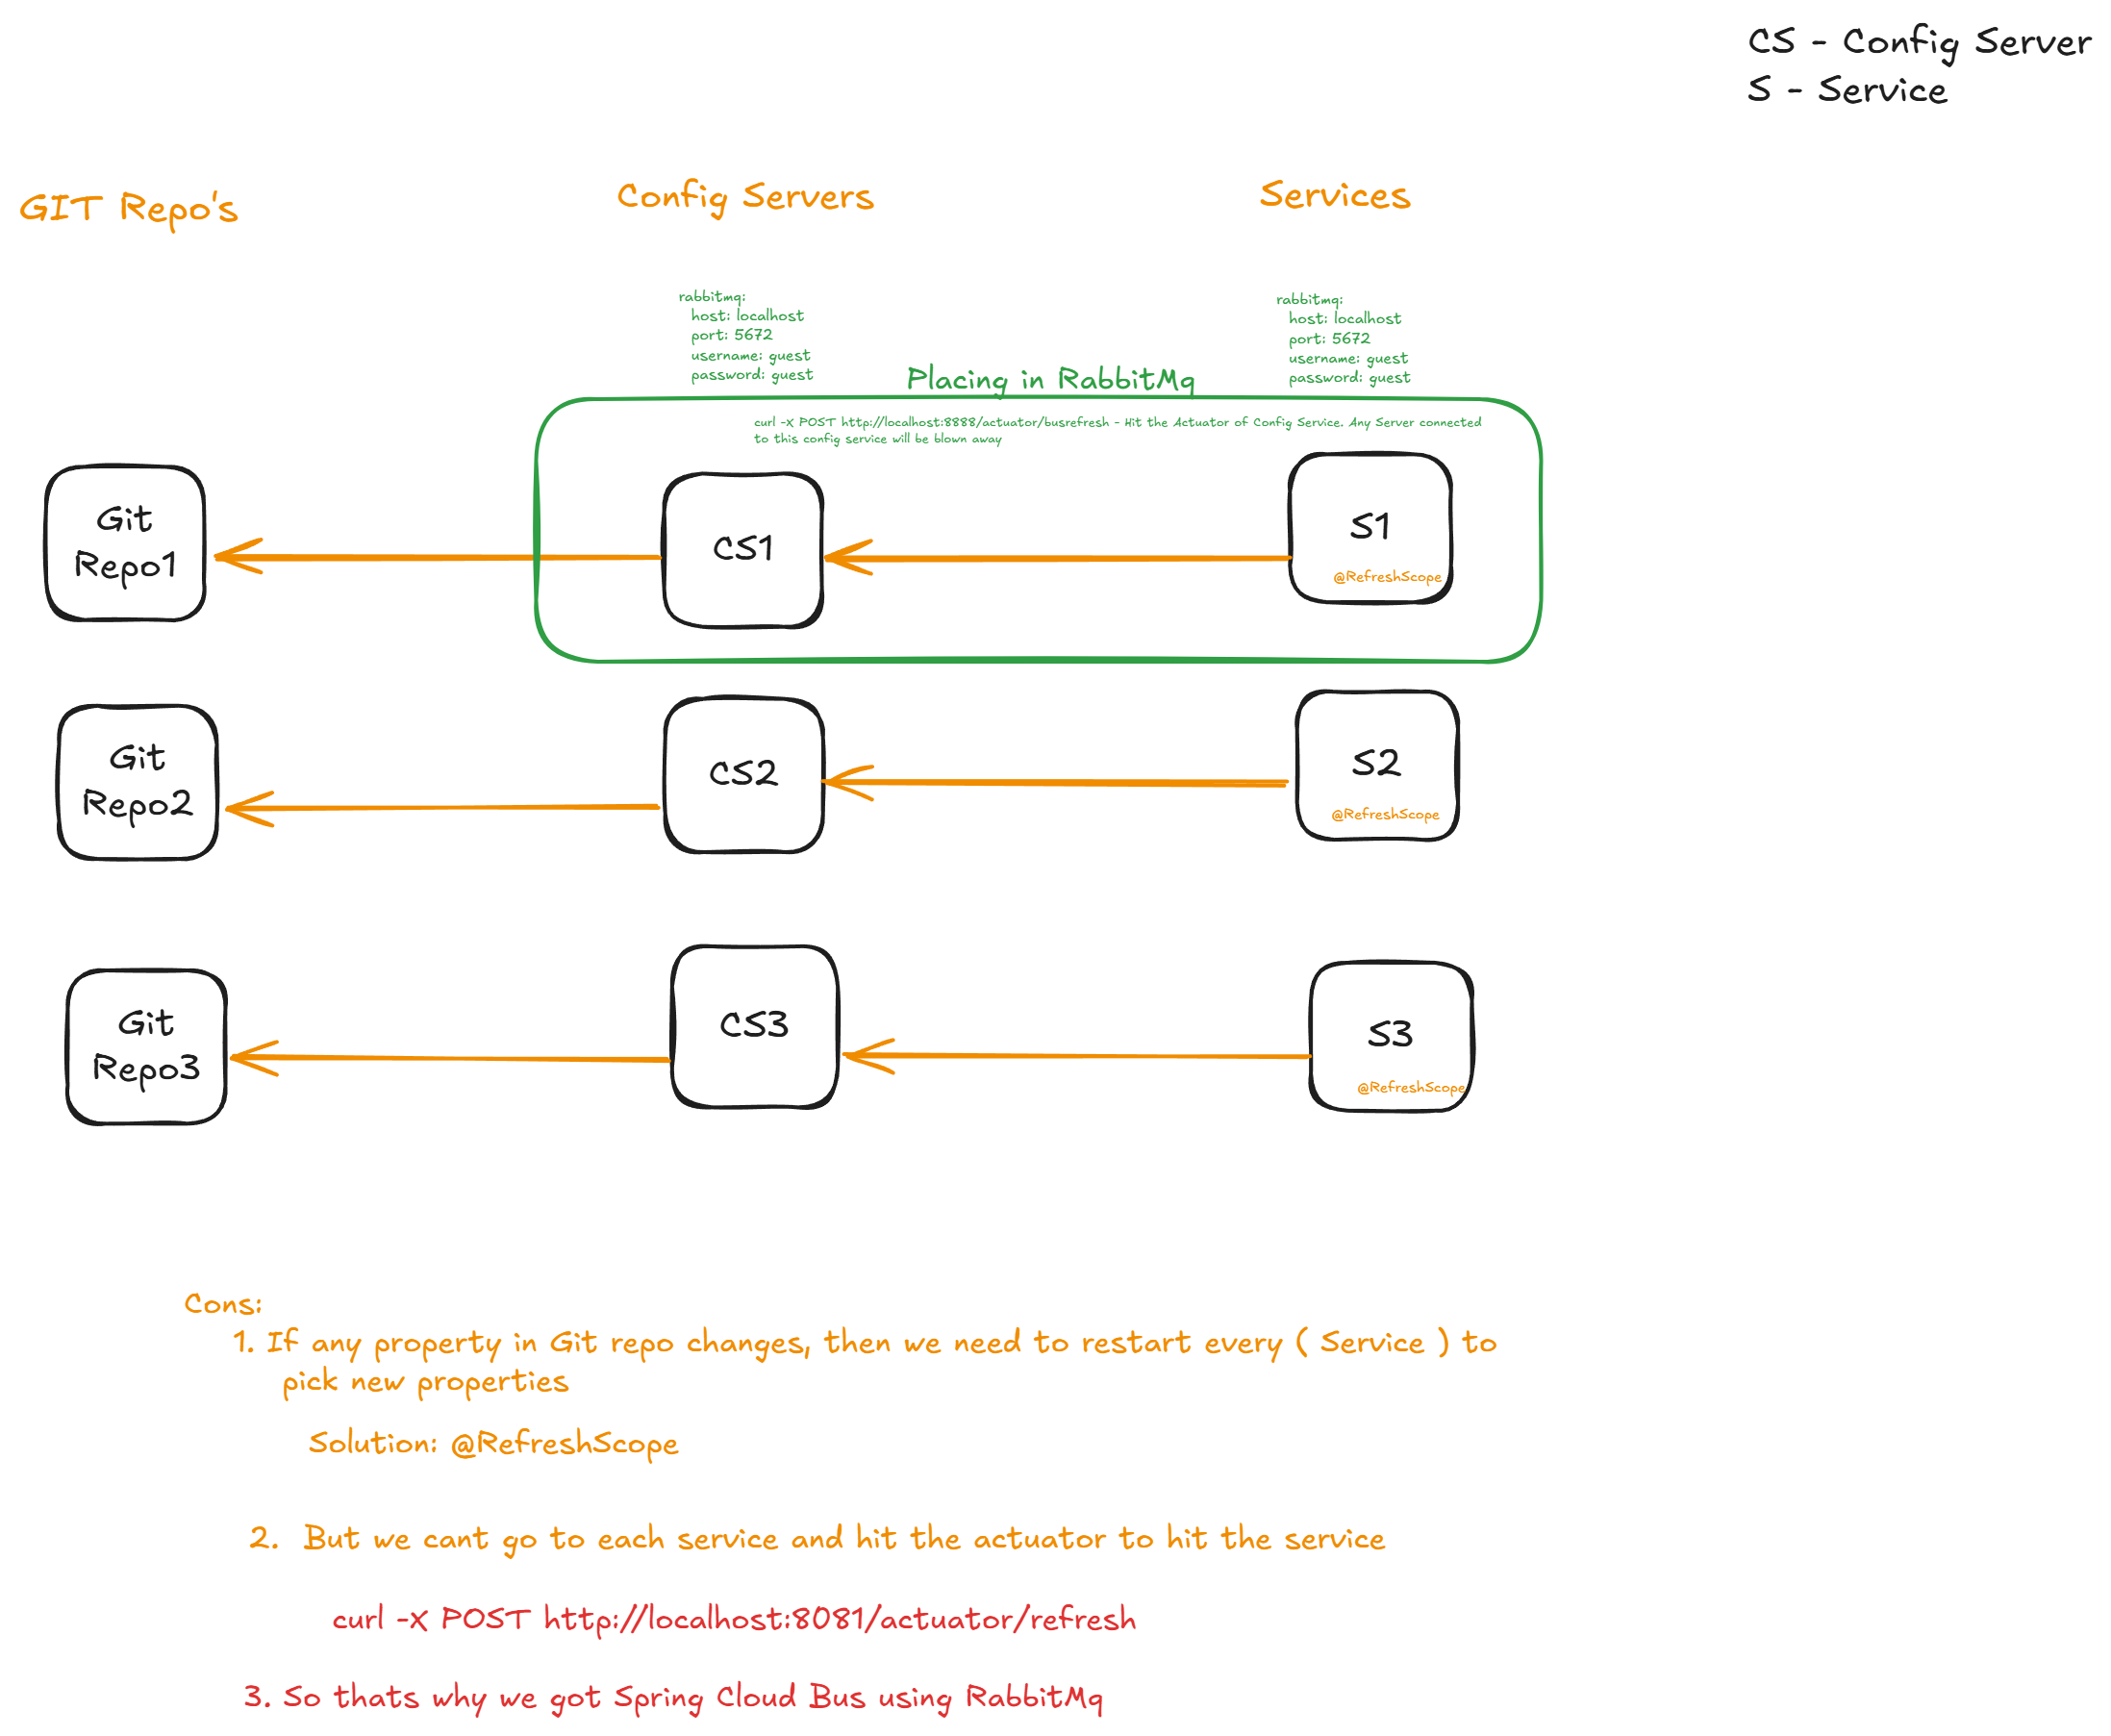 CS - Config Server
S - Service
GIT Repo's
Config Servers
Services
rabbitmq:
host: localhost
port: 5672
username: guest
password: guest
rabbitmq:
host: localhost
port: 5672
username: guest
password: guest
Placing in RabbitMq
curl -X POST http://localhost:8888/actuator/busrefresh - Hit the Actuator of Config Service. Any Server connected
to this config service will be blown away
Git
Repo1
CS1
S1
@RefreshScope
Git
Repo2
CS2
S2
@RefreshScope
Git
Repo3
CS3
S3
@RefreshScope
Cons:
1. If any property in Git repo changes, then we need to restart every ( Service ) to
pick new properties
Solution: @RefreshScope
2. But we cant go to each service and hit the actuator to hit the service
curl -X POST http://localhost:8081/actuator/refresh
3. So thats why we got Spring Cloud Bus using RabbitMq